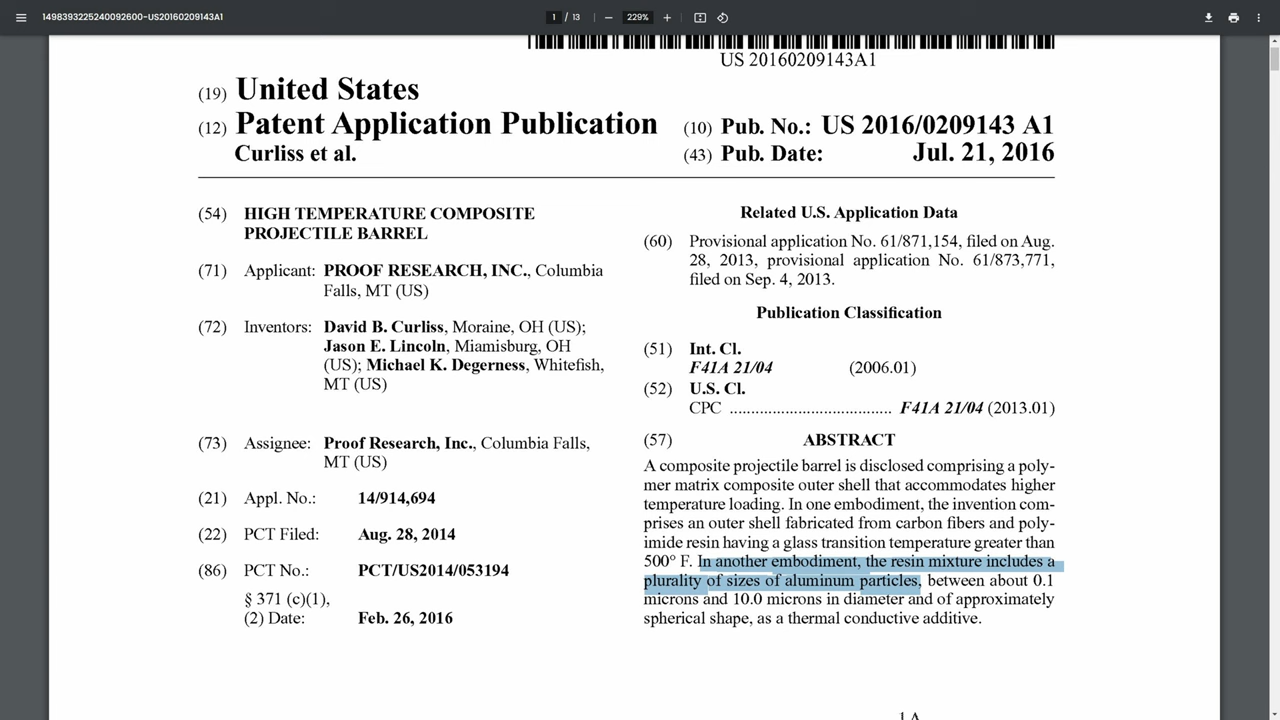 1498393225240092600-US20160209143A1
1 / 13
229%
US 20160209143A1
(19) United States
(12) Patent Application Publication
Curliss et al.
(10) Pub. No.: US 2016/0209143 A1
(43) Pub. Date: Jul. 21, 2016
(54) HIGH TEMPERATURE COMPOSITE
PROJECTILE BARREL
(71) Applicant: PROOF RESEARCH, INC., Columbia
Falls, MT (US)
(72) Inventors: David B. Curliss, Moraine, OH (US);
Jason E. Lincoln, Miamisburg, OH
(US); Michael K. Degerness, Whitefish,
MT (US)
(73) Assignee: Proof Research, Inc., Columbia Falls,
MT (US)
(21) Appl. No.: 14/914,694
(22) PCT Filed: Aug. 28, 2014
(86) PCT No.: PCT/US2014/053194
§ 371 (c)(1),
(2) Date: Feb. 26, 2016
Related U.S. Application Data
(60) Provisional application No. 61/871,154, filed on Aug.
28, 2013, provisional application No. 61/873,771,
filed on Sep. 4, 2013.
Publication Classification
(51) Int. Cl.
F41A 21/04 (2006.01)
(52) U.S. Cl.
CPC ...................................... F41A 21/04 (2013.01)
(57) ABSTRACT
A composite projectile barrel is disclosed comprising a poly-
mer matrix composite outer shell that accommodates higher
temperature loading. In one embodiment, the invention com-
prises an outer shell fabricated from carbon fibers and poly-
imide resin having a glass transition temperature greater than
500° F. In another embodiment, the resin mixture includes a
plurality of sizes of aluminum particles, between about 0.1
microns and 10.0 microns in diameter and of approximately
spherical shape, as a thermal conductive additive.